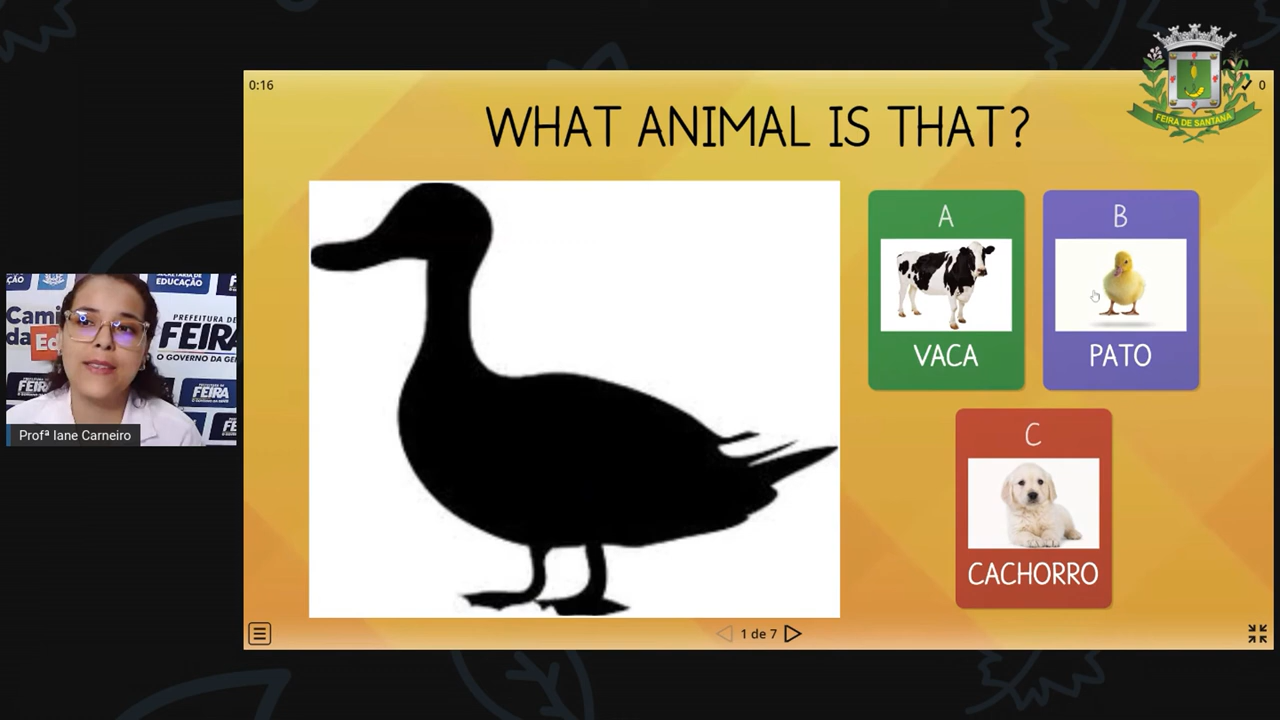 0:16
0
FEIRA DE SANTANA
WHAT ANIMAL IS THAT?
A
VACA
B
PATO
C
CACHORRO
1 de 7
EDUCAÇÃO
PREFEITURA DE
FEIRA
O GOVERNO DA
FEIRA
Profª Iane Carneiro